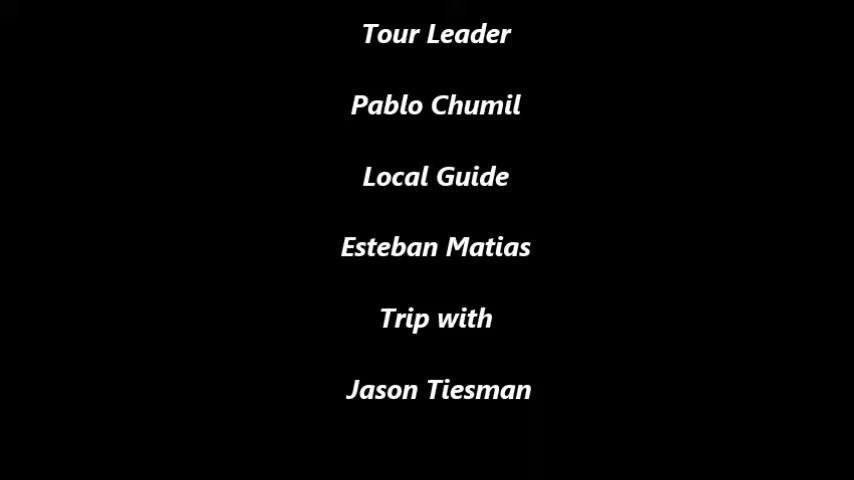 Tour Leader
Pablo Chumil
Local Guide
Esteban Matias
Trip with
Jason Tiesman